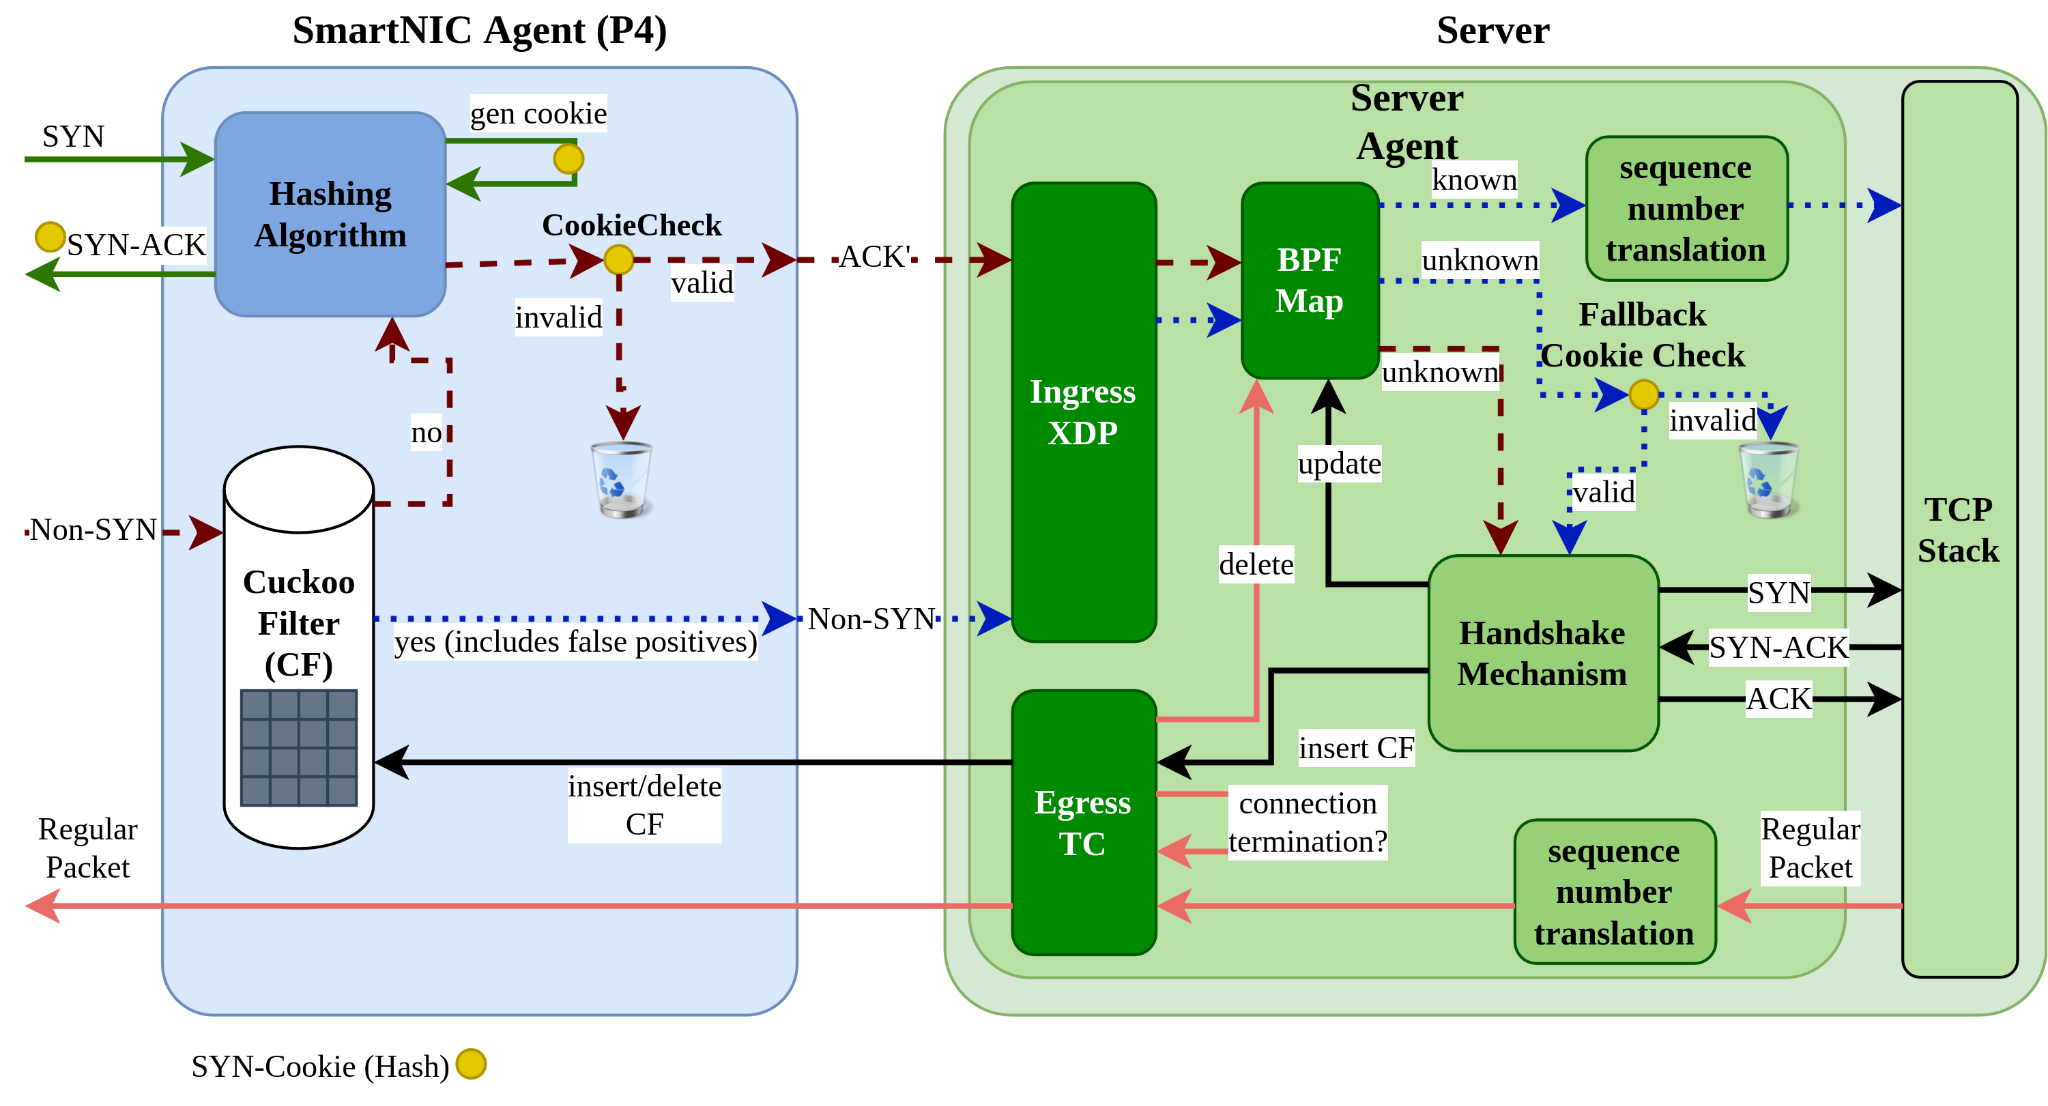 SmartNIC Agent (P4)
Server
Server
Agent
SYN
gen cookie
Hashing
Algorithm
SYN-ACK
CookieCheck
valid
invalid
ACK'
no
Non-SYN
Cuckoo
Filter
(CF)
yes (includes false positives)
Non-SYN
insert/delete
CF
Regular
Packet
Ingress
XDP
BPF
Map
known
sequence
number
translation
unknown
Fallback
Cookie Check
unknown
invalid
valid
update
delete
Handshake
Mechanism
SYN
SYN-ACK
ACK
TCP
Stack
insert CF
Egress
TC
connection
termination?
sequence
number
translation
Regular
Packet
SYN-Cookie (Hash)